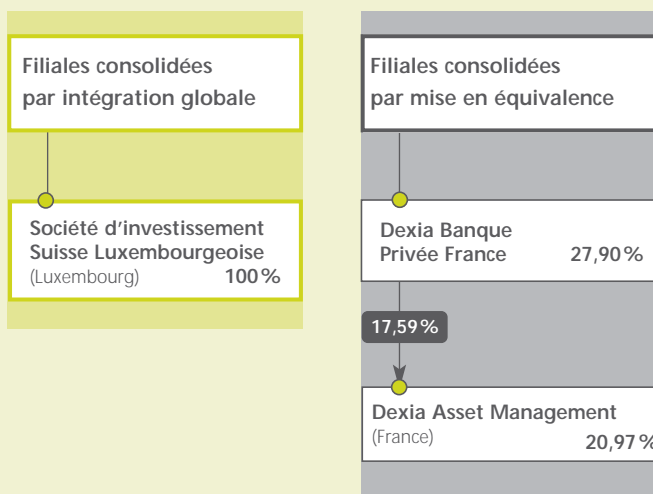 Filiales consolidées
par intégration globale
Société d'investissement
Suisse Luxembourgeoise
(Luxembourg) 100%
Filiales consolidées
par mise en équivalence
Dexia Banque
Privée France 27,90%
17,59%
Dexia Asset Management
(France) 20,97%